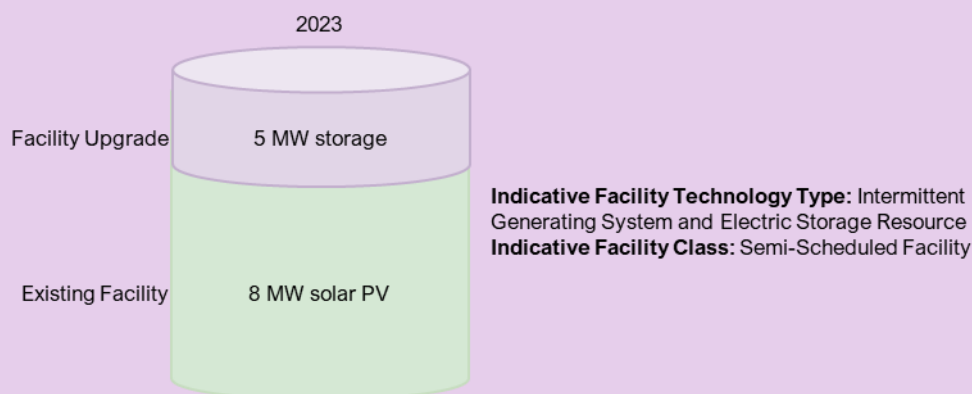 2023
Facility Upgrade
5 MW storage
Indicative Facility Technology Type: Intermittent
Generating System and Electric Storage Resource
Indicative Facility Class: Semi-Scheduled Facility
Existing Facility
8 MW solar PV